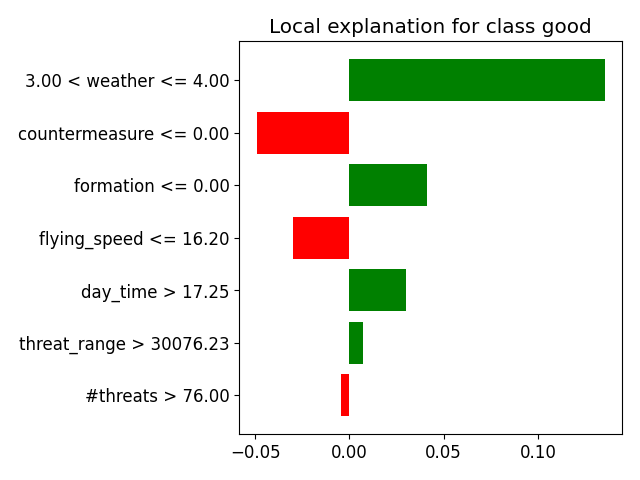 Local explanation for class good
3.00 < weather <= 4.00
countermeasure <= 0.00
formation <= 0.00
flying_speed <= 16.20
day_time > 17.25
threat_range > 30076.23
#threats > 76.00
−0.05 0.00 0.05 0.10